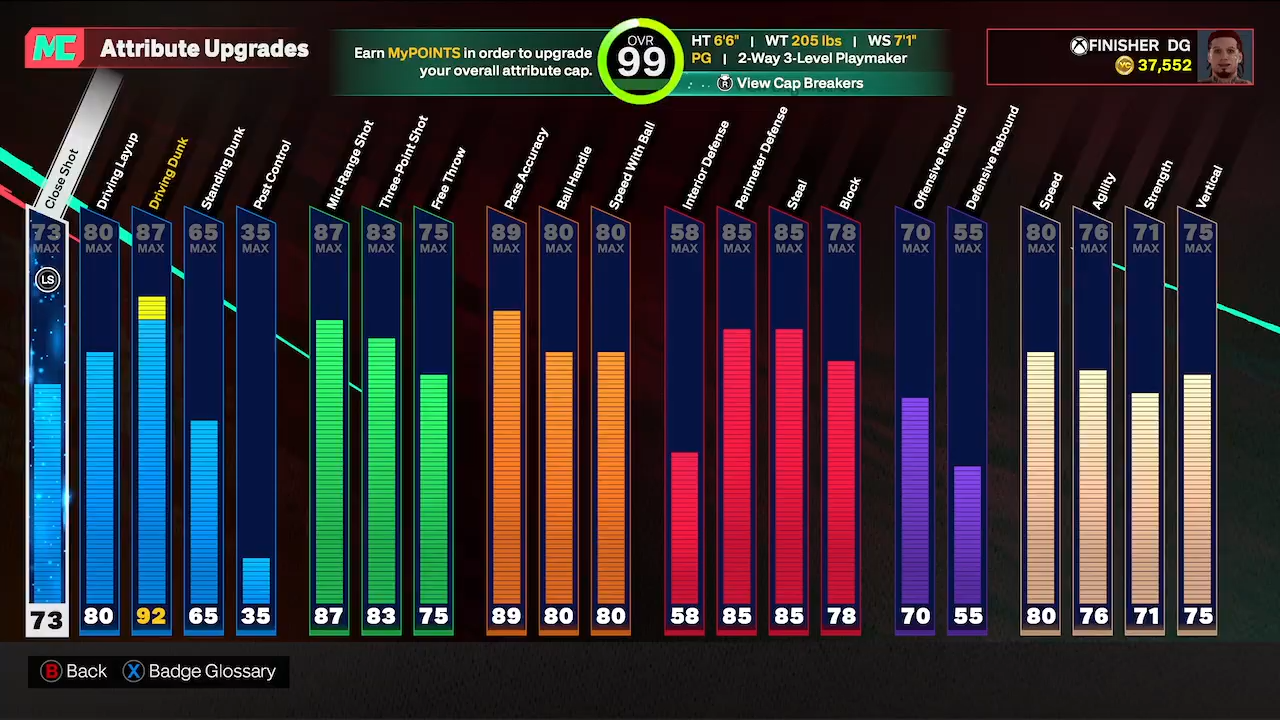 MC Attribute Upgrades
Earn MyPOINTS in order to upgrade
your overall attribute cap.
OVR
99
HT 6'6" | WT 205 lbs | WS 7'1"
PG | 2-Way 3-Level Playmaker
R View Cap Breakers
FINISHER DG
VC 37,552
Close Shot
Driving Layup
Driving Dunk
Standing Dunk
Post Control
Mid-Range Shot
Three-Point Shot
Free Throw
Pass Accuracy
Ball Handle
Speed With Ball
Interior Defense
Perimeter Defense
Steal
Block
Offensive Rebound
Defensive Rebound
Speed
Agility
Strength
Vertical
73 80 87 65 35 87 83 75 89 80 80 58 85 85 78 70 55 80 76 71 75
MAX MAX MAX MAX MAX MAX MAX MAX MAX MAX MAX MAX MAX MAX MAX MAX MAX MAX MAX MAX MAX
LS
73 80 92 65 35 87 83 75 89 80 80 58 85 85 78 70 55 80 76 71 75
B Back X Badge Glossary